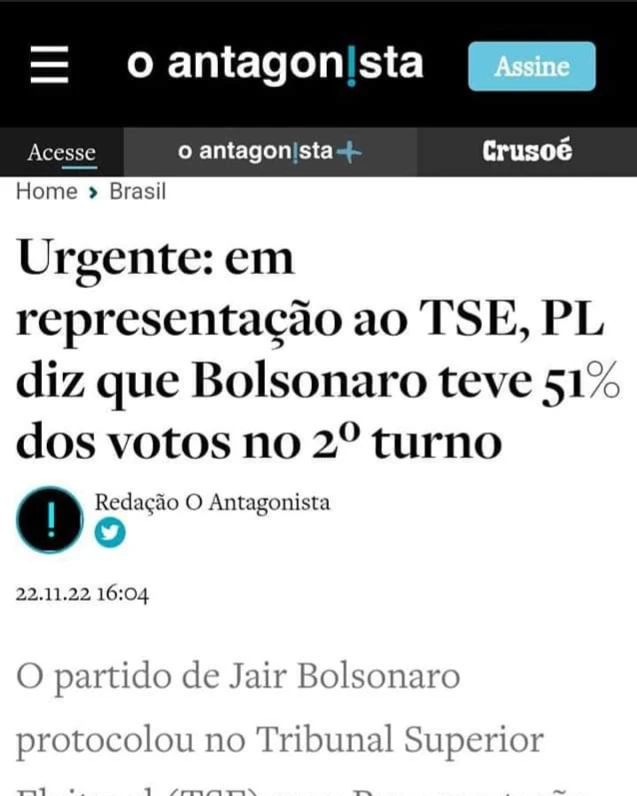 o antagon!sta
Assine
Acesse
o antagon!sta+
Crusoé
Home > Brasil
Urgente: em
representação ao TSE, PL
diz que Bolsonaro teve 51%
dos votos no 2º turno
!
Redação O Antagonista
22.11.22 16:04
O partido de Jair Bolsonaro
protocolou no Tribunal Superior